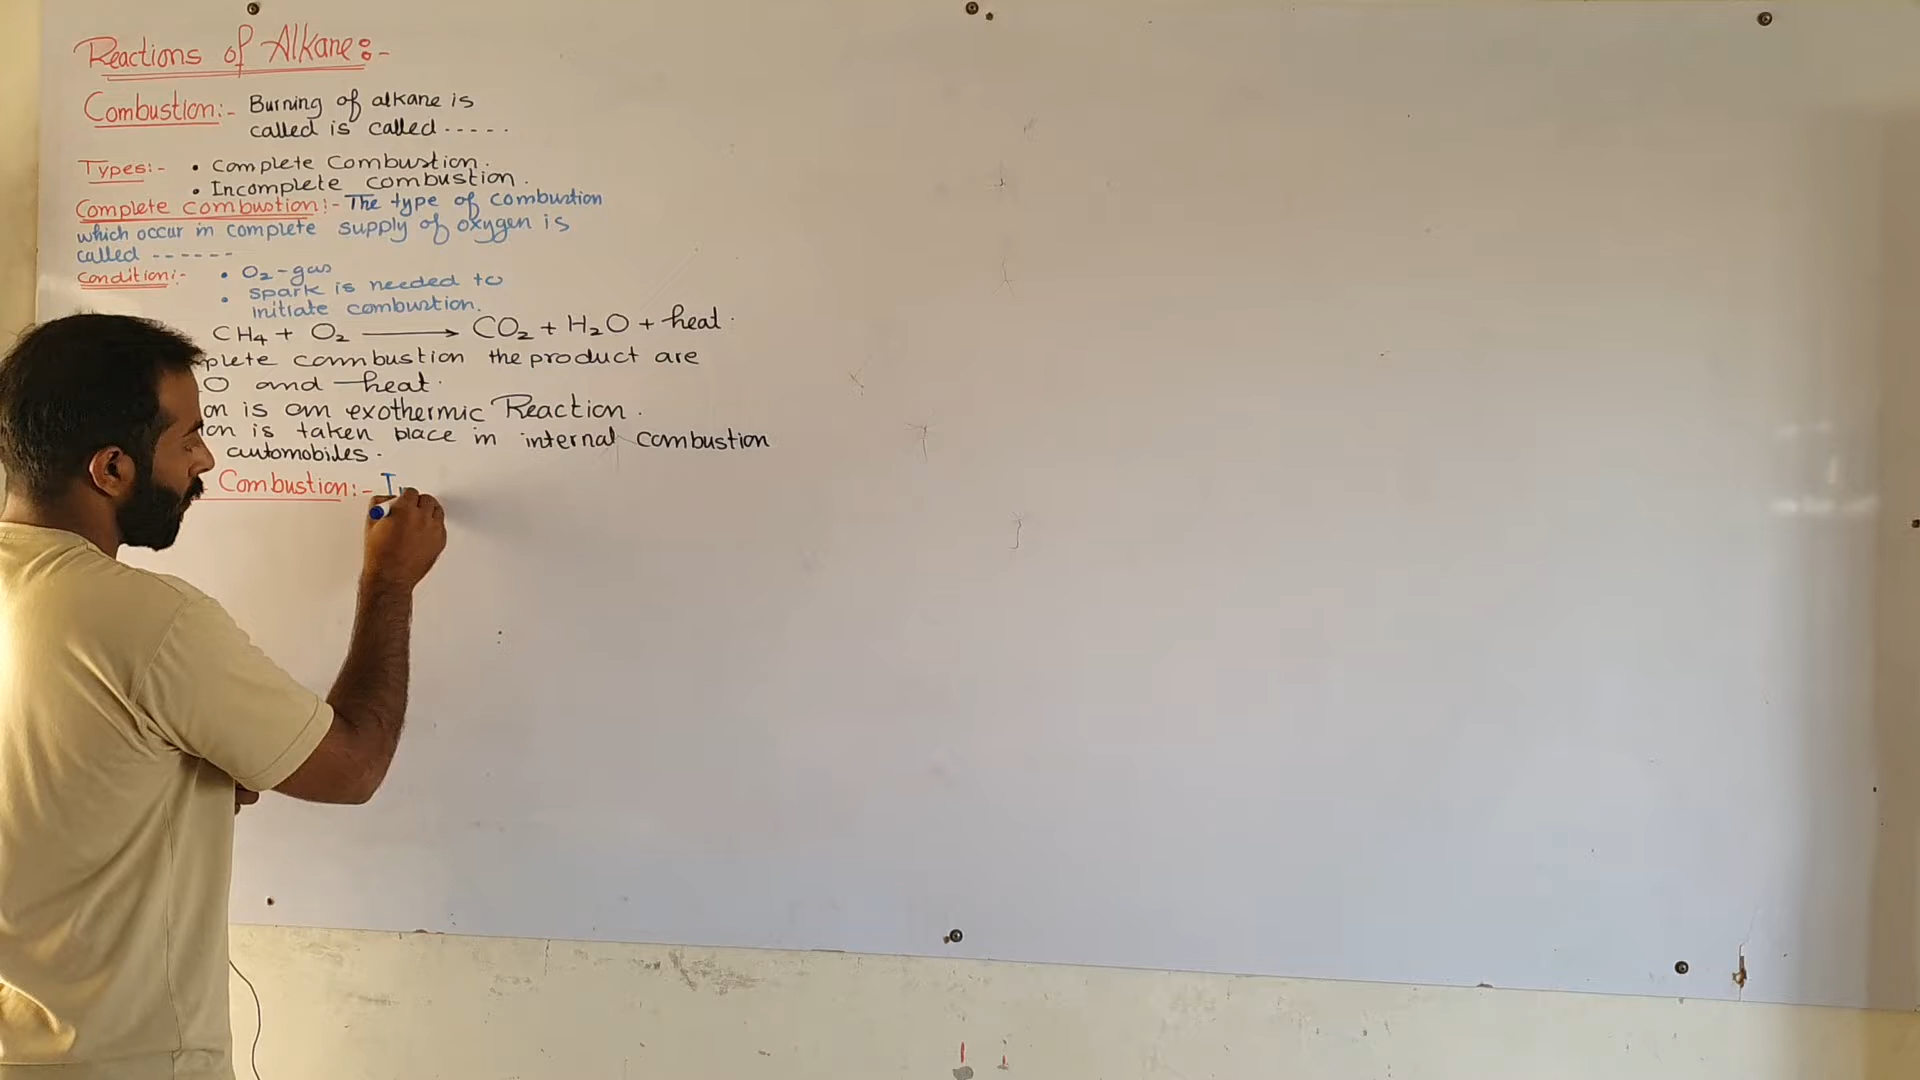 Reactions of Alkane:-
Combustion:- Burning of alkane is
called is called -----
Types:- • Complete Combustion.
• Incomplete combustion.
Complete combustion:- The type of combustion
which occur in complete supply of oxygen is
called ------
Condition:- • O2-gas
• spark is needed to
initiate combustion.
CH4 + O2 ⟶ CO2 + H2O + heat.
plete combustion the product are
O and heat.
on is an exothermic Reaction.
ion is taken place in internal combustion
automobiles.
Combustion:- In